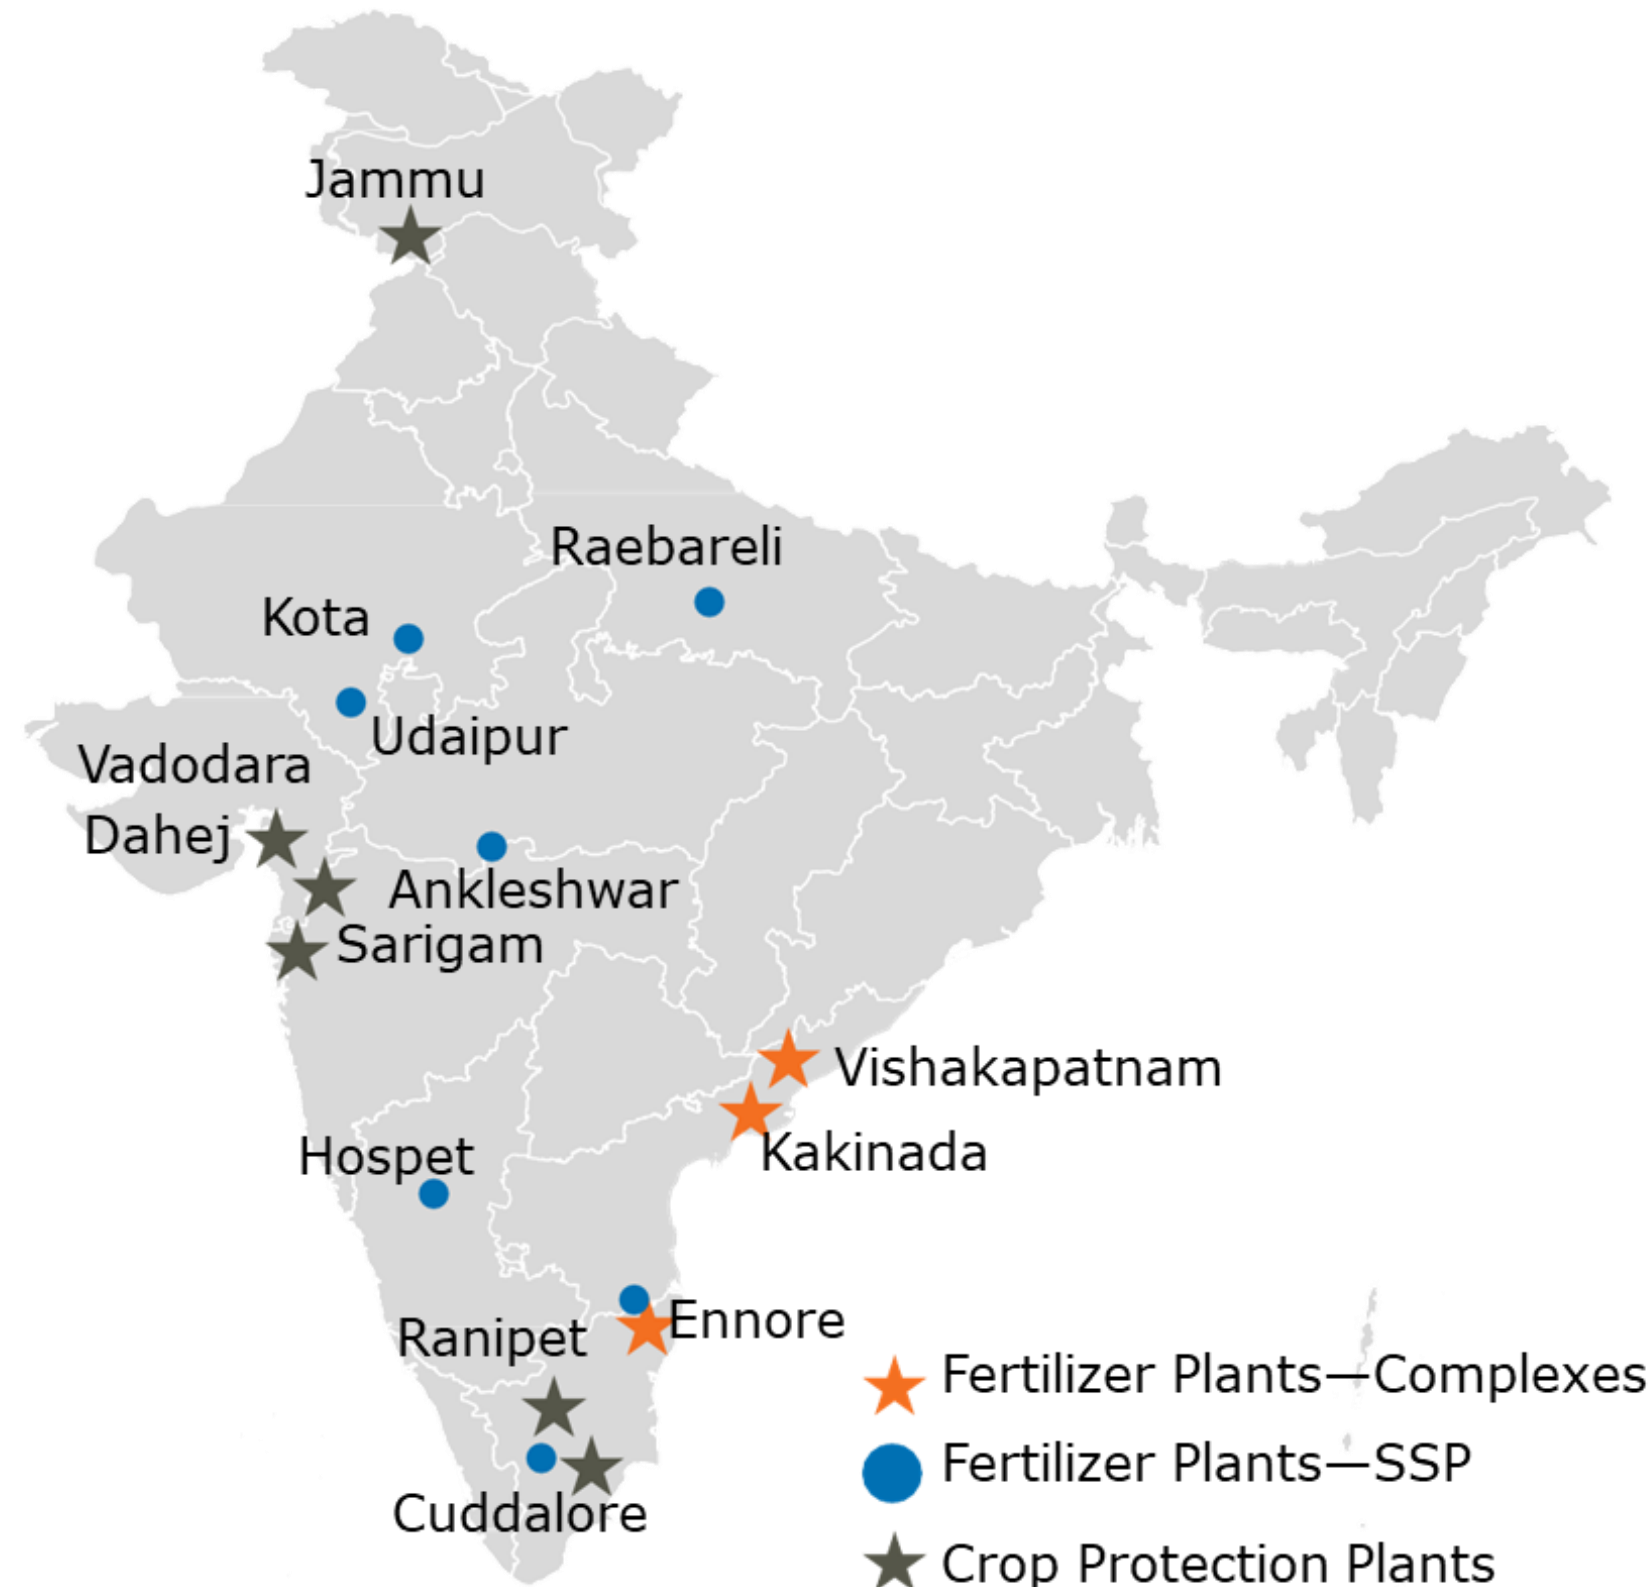 Jammu
Raebareli
Kota
Udaipur
Vadodara
Dahej
Ankleshwar
Sarigam
Vishakapatnam
Kakinada
Hospet
Ennore
Ranipet
Cuddalore
Fertilizer Plants—Complexes
Fertilizer Plants—SSP
Crop Protection Plants